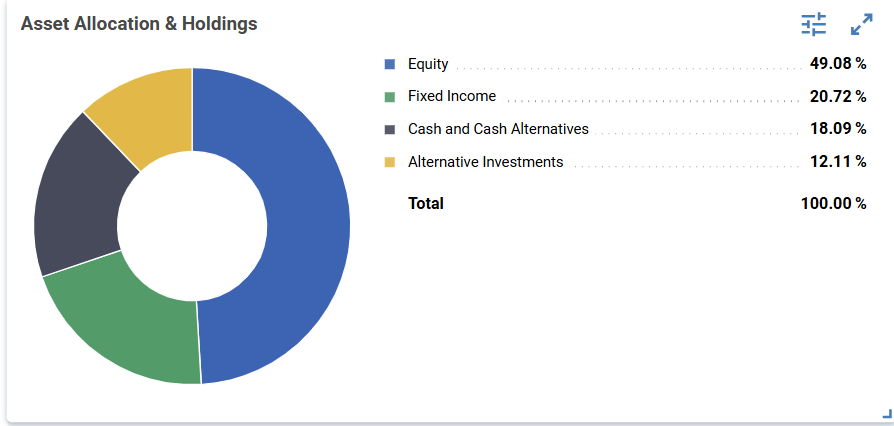 Asset Allocation & Holdings
Equity 49.08 %
Fixed Income 20.72 %
Cash and Cash Alternatives 18.09 %
Alternative Investments 12.11 %
Total 100.00 %